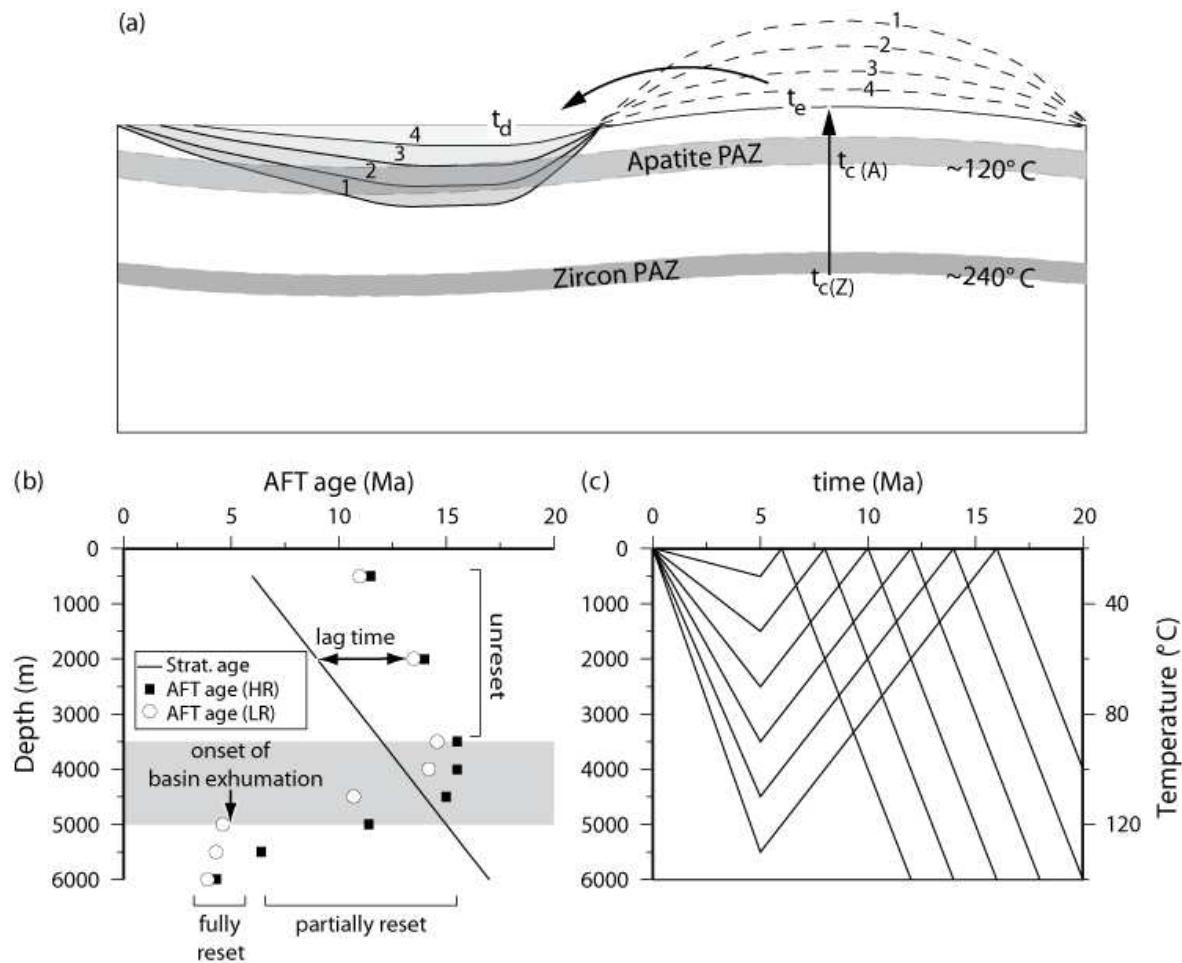 (a)
1
2
3
4
t_e
t_d
4
3
2
1
Apatite PAZ
t_c (A)
~120° C
Zircon PAZ
t_c(Z)
~240° C
(b)
AFT age (Ma)
0 5 10 15 20
0
1000
2000
3000
4000
5000
6000
Depth (m)
lag time
unreset
Strat. age
AFT age (HR)
AFT age (LR)
onset of
basin exhumation
fully
reset
partially reset
(c)
time (Ma)
0 5 10 15 20
0
1000
2000
3000
4000
5000
6000
40
80
120
Temperature (°C)